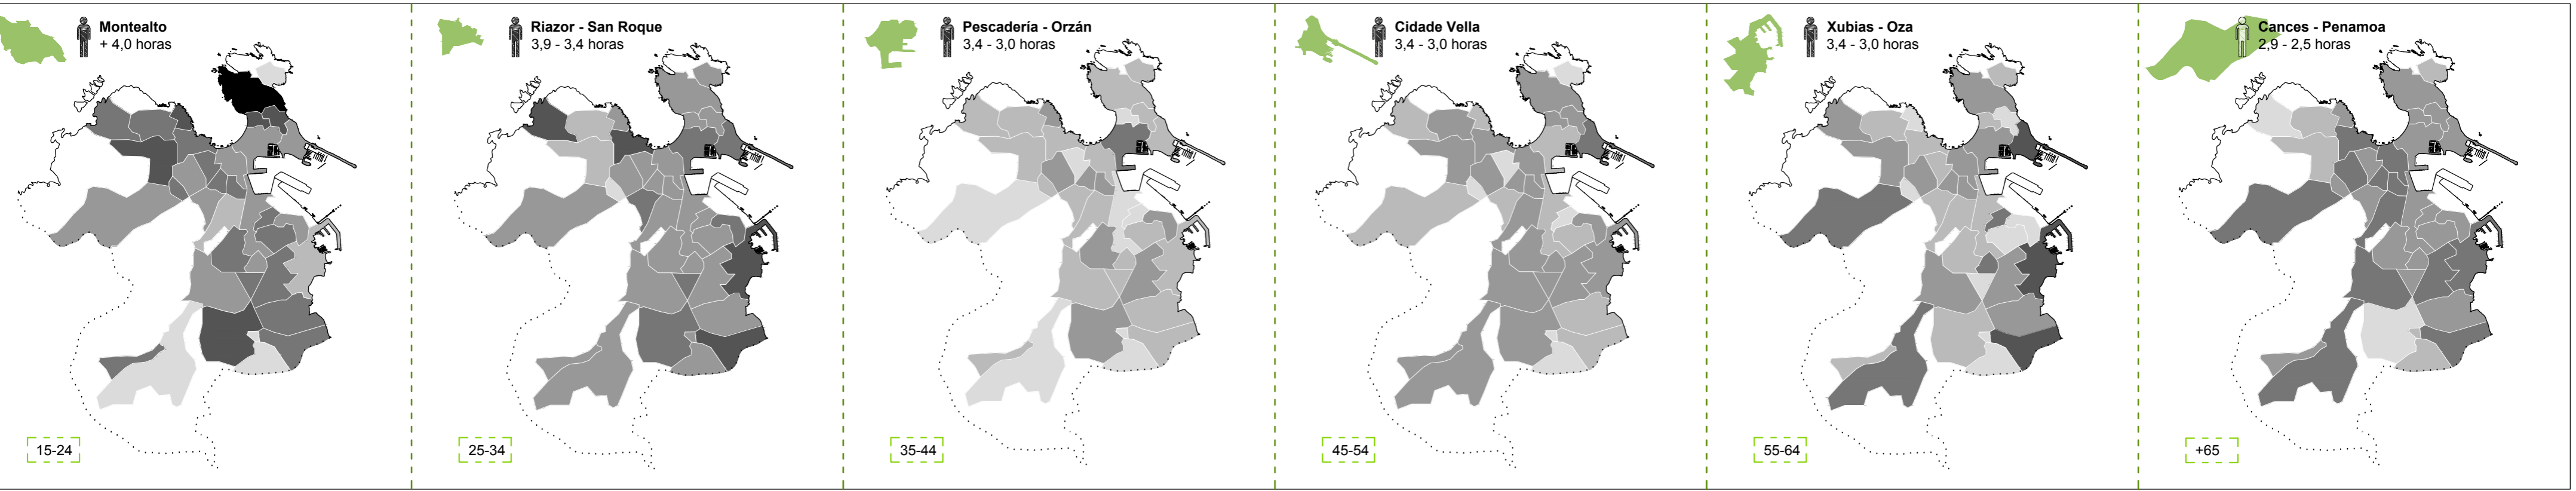 Montealto
+ 4,0 horas
15-24
Riazor - San Roque
3,9 - 3,4 horas
25-34
Pescadería - Orzán
3,4 - 3,0 horas
35-44
Cidade Vella
3,4 - 3,0 horas
45-54
Xubias - Oza
3,4 - 3,0 horas
55-64
Cances - Penamoa
2,9 - 2,5 horas
+65